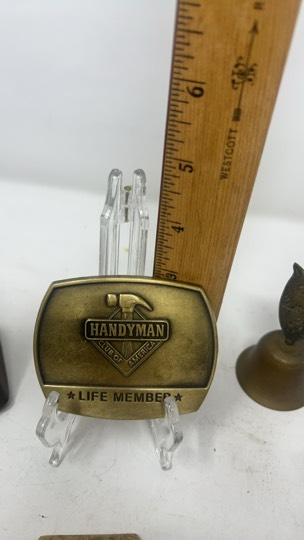 6
WESTCOTT
5
4
3
HANDYMAN
CLUB OF
AMERICA
★ LIFE MEMBER ★